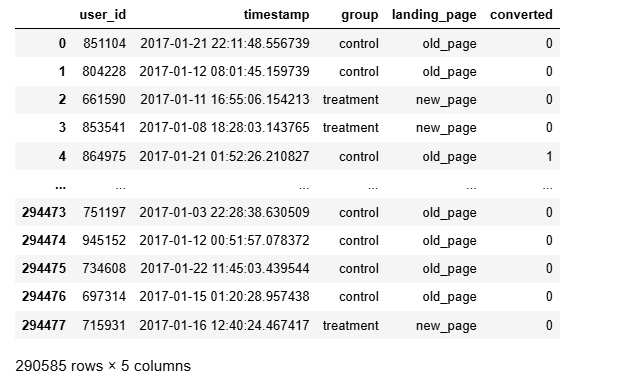 user_id timestamp group landing_page converted
0 851104 2017-01-21 22:11:48.556739 control old_page 0
1 804228 2017-01-12 08:01:45.159739 control old_page 0
2 661590 2017-01-11 16:55:06.154213 treatment new_page 0
3 853541 2017-01-08 18:28:03.143765 treatment new_page 0
4 864975 2017-01-21 01:52:26.210827 control old_page 1
... ... ... ... ... ...
294473 751197 2017-01-03 22:28:38.630509 control old_page 0
294474 945152 2017-01-12 00:51:57.078372 control old_page 0
294475 734608 2017-01-22 11:45:03.439544 control old_page 0
294476 697314 2017-01-15 01:20:28.957438 control old_page 0
294477 715931 2017-01-16 12:40:24.467417 treatment new_page 0
290585 rows × 5 columns